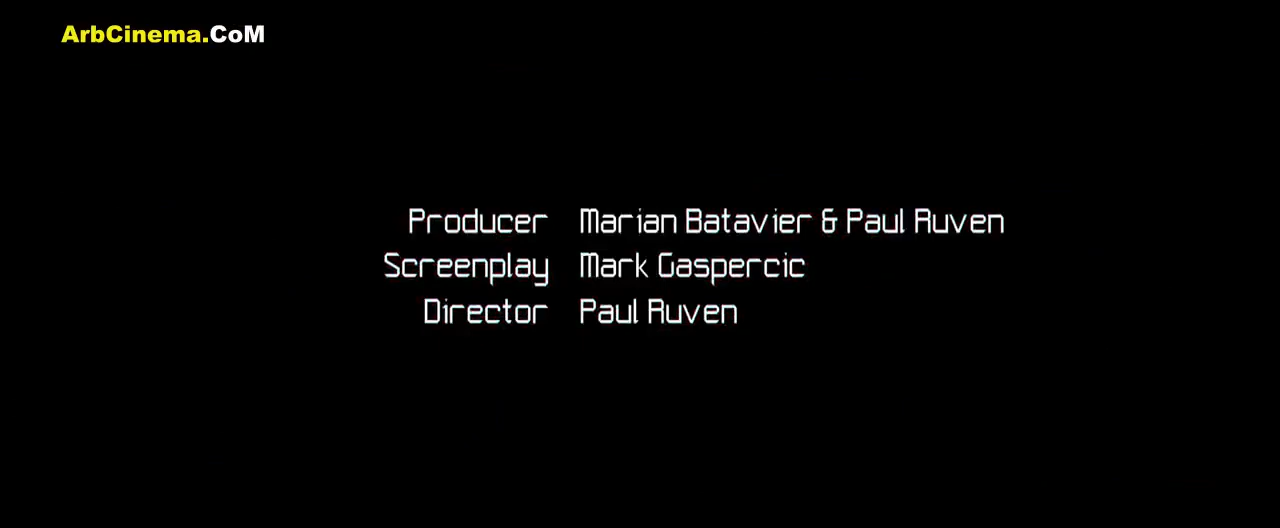 ArbCinema.CoM
Producer Marian Batavier & Paul Ruven
Screenplay Mark Gaspercic
Director Paul Ruven